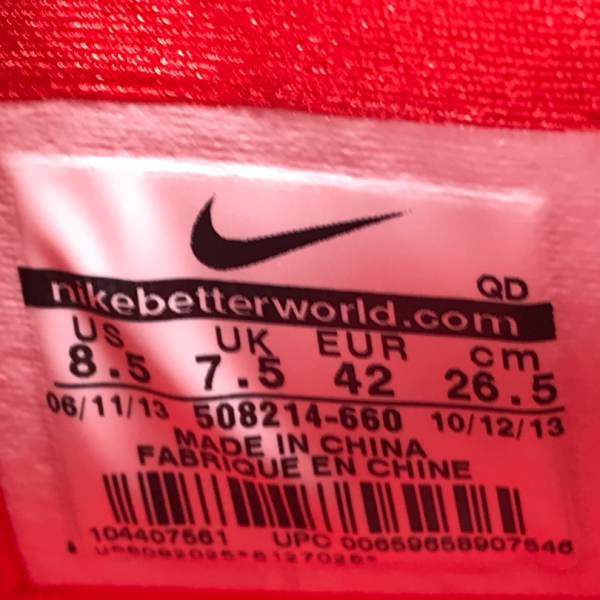 QD
nikebetterworld.com
US UK EUR cm
8.5 7.5 42 26.5
06/11/13 508214-660 10/12/13
MADE IN CHINA
FABRIQUE EN CHINE
104407561 UPC 00659658907546